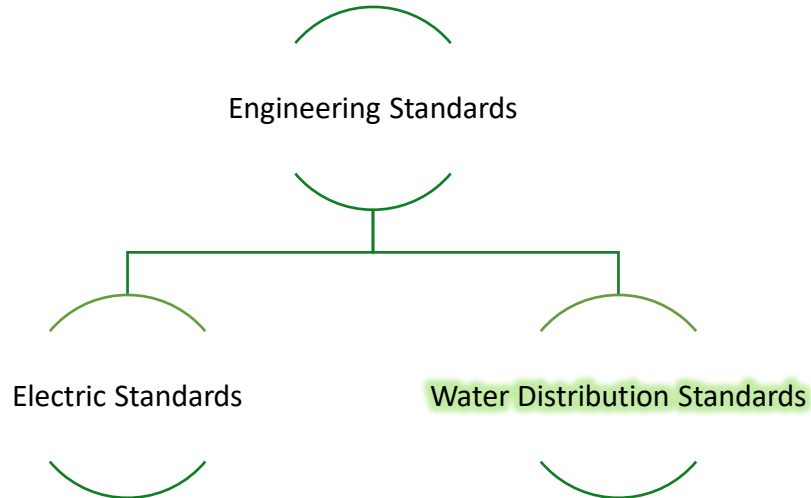 Engineering Standards
Electric Standards
Water Distribution Standards